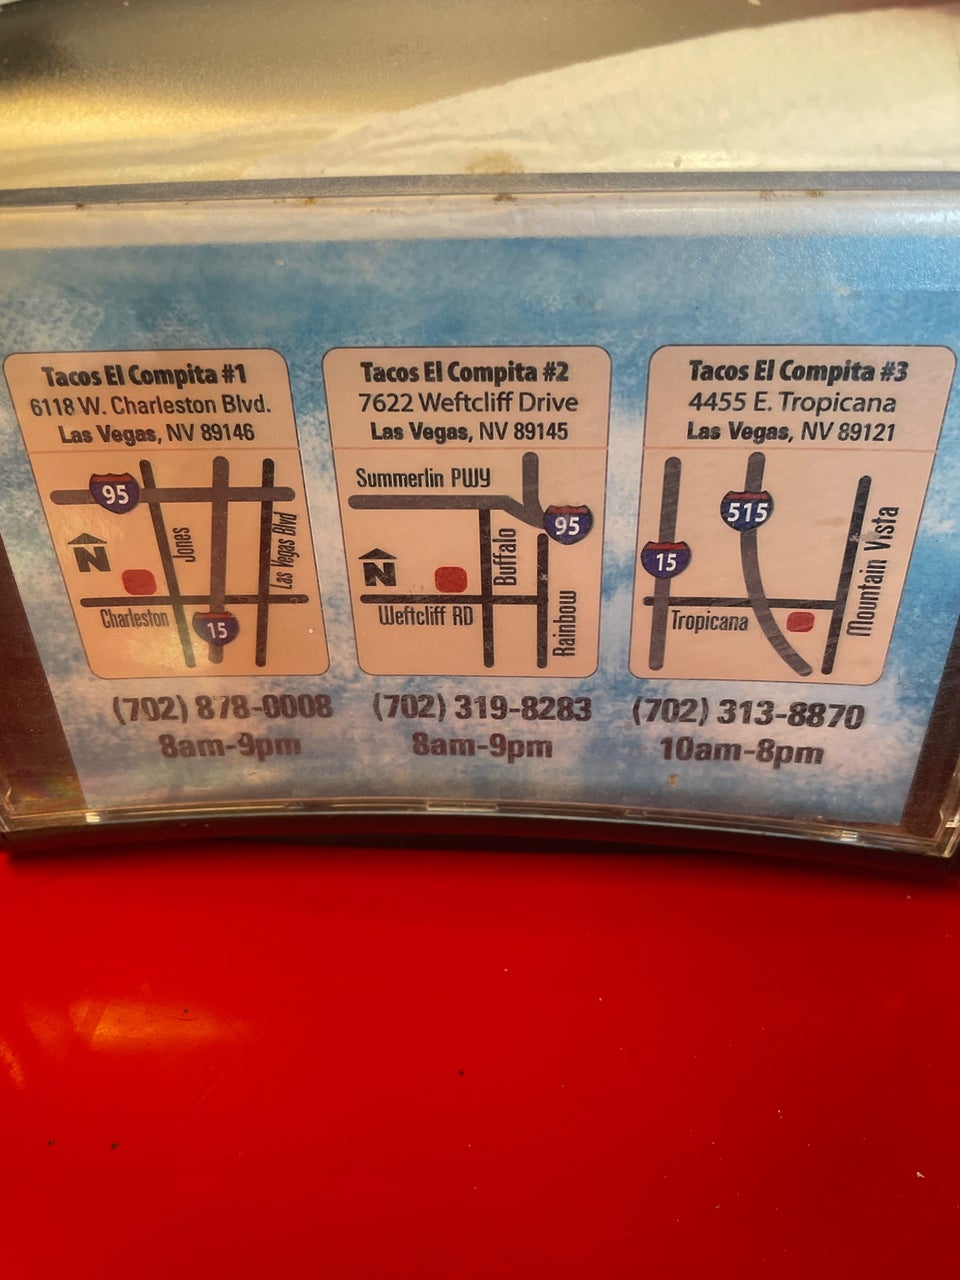 Tacos El Compita #1
6118 W. Charleston Blvd.
Las Vegas, NV 89146
95
Jones
Las Vegas Blvd
N
Charleston
15
(702) 878-0008
8am-9pm
Tacos El Compita #2
7622 Weftcliff Drive
Las Vegas, NV 89145
Summerlin PWY
95
Buffalo
N
Weftcliff RD
Rainbow
(702) 319-8283
8am-9pm
Tacos El Compita #3
4455 E. Tropicana
Las Vegas, NV 89121
515
15
Mountain Vista
Tropicana
(702) 313-8870
10am-8pm